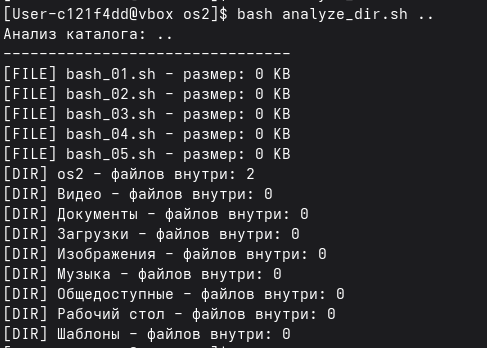 [User-c121f4dd@vbox os2]$ bash analyze_dir.sh ..
Анализ каталога: ..
--------------------------------
[FILE] bash_01.sh - размер: 0 KB
[FILE] bash_02.sh - размер: 0 KB
[FILE] bash_03.sh - размер: 0 KB
[FILE] bash_04.sh - размер: 0 KB
[FILE] bash_05.sh - размер: 0 KB
[DIR] os2 - файлов внутри: 2
[DIR] Видео - файлов внутри: 0
[DIR] Документы - файлов внутри: 0
[DIR] Загрузки - файлов внутри: 0
[DIR] Изображения - файлов внутри: 0
[DIR] Музыка - файлов внутри: 0
[DIR] Общедоступные - файлов внутри: 0
[DIR] Рабочий стол - файлов внутри: 0
[DIR] Шаблоны - файлов внутри: 0